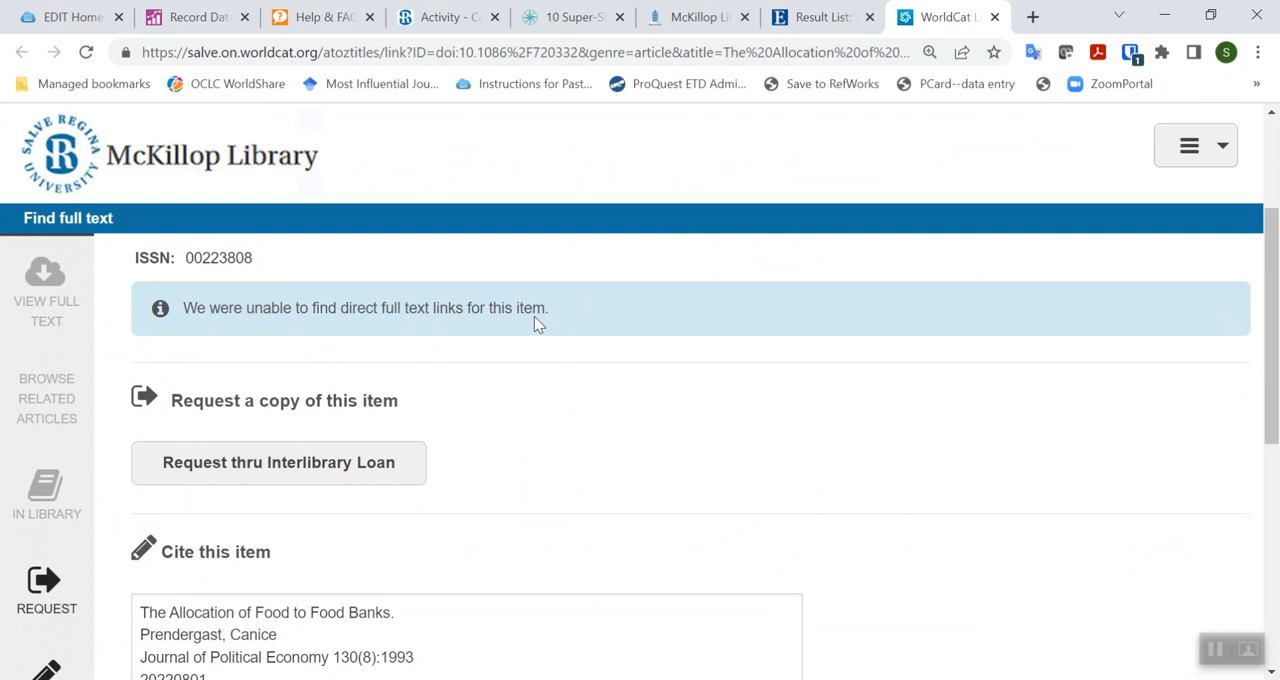 EDIT Home
Record Dat
Help & FAC
Activity - C
10 Super-S
McKillop Li
Result List
WorldCat L
https://salve.on.worldcat.org/atoztitles/link?ID=doi:10.1086%2F720332&genre=article&atitle=The%20Allocation%20of%20...
S
1
Managed bookmarks
OCLC WorldShare
Most Influential Jou...
Instructions for Past...
ProQuest ETD Admi...
Save to RefWorks
PCard--data entry
ZoomPortal
»
SALVE REGINA
UNIVERSITY
McKillop Library
Find full text
VIEW FULL
TEXT
BROWSE
RELATED
ARTICLES
IN LIBRARY
REQUEST
ISSN: 00223808
We were unable to find direct full text links for this item.
Request a copy of this item
Request thru Interlibrary Loan
Cite this item
The Allocation of Food to Food Banks.
Prendergast, Canice
Journal of Political Economy 130(8):1993
20220801